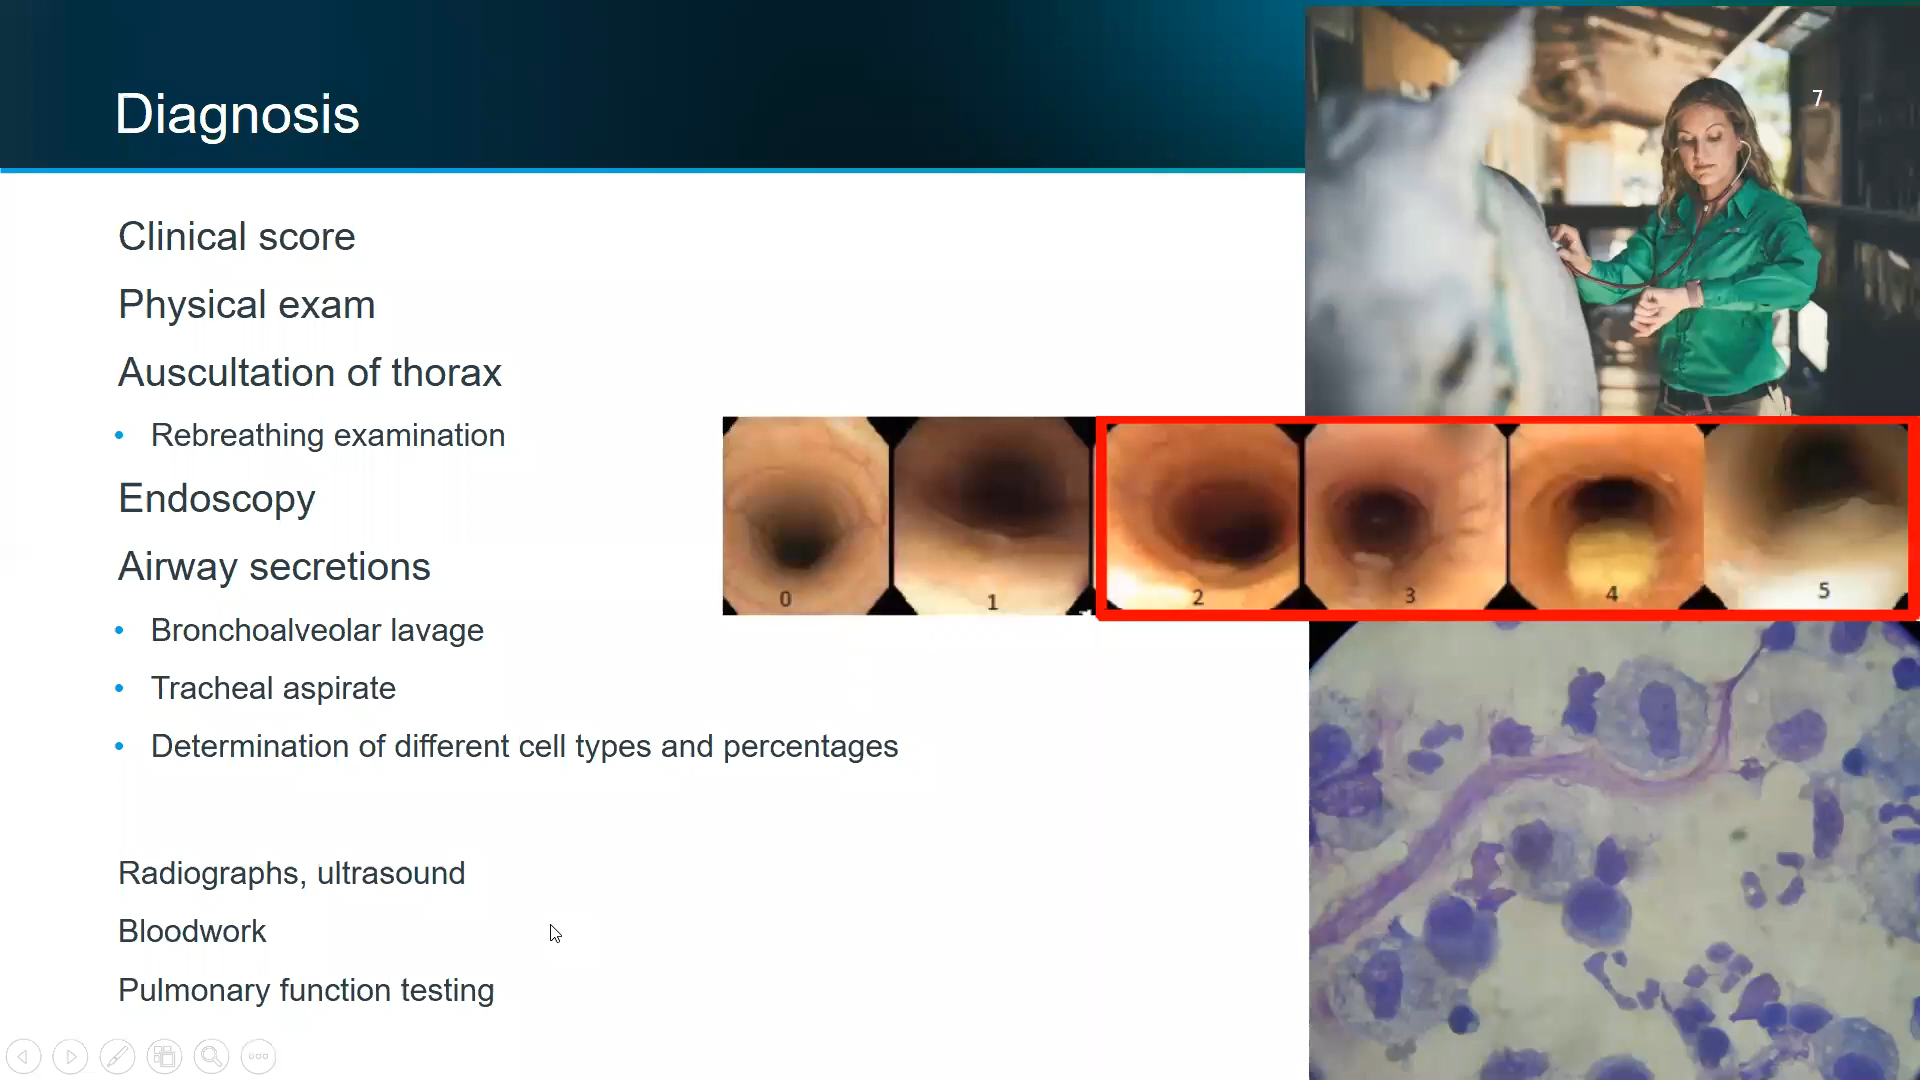 Diagnosis
7
Clinical score
Physical exam
Auscultation of thorax
• Rebreathing examination
Endoscopy
Airway secretions
• Bronchoalveolar lavage
• Tracheal aspirate
• Determination of different cell types and percentages
0 1 2 3 4 5
Radiographs, ultrasound
Bloodwork
Pulmonary function testing